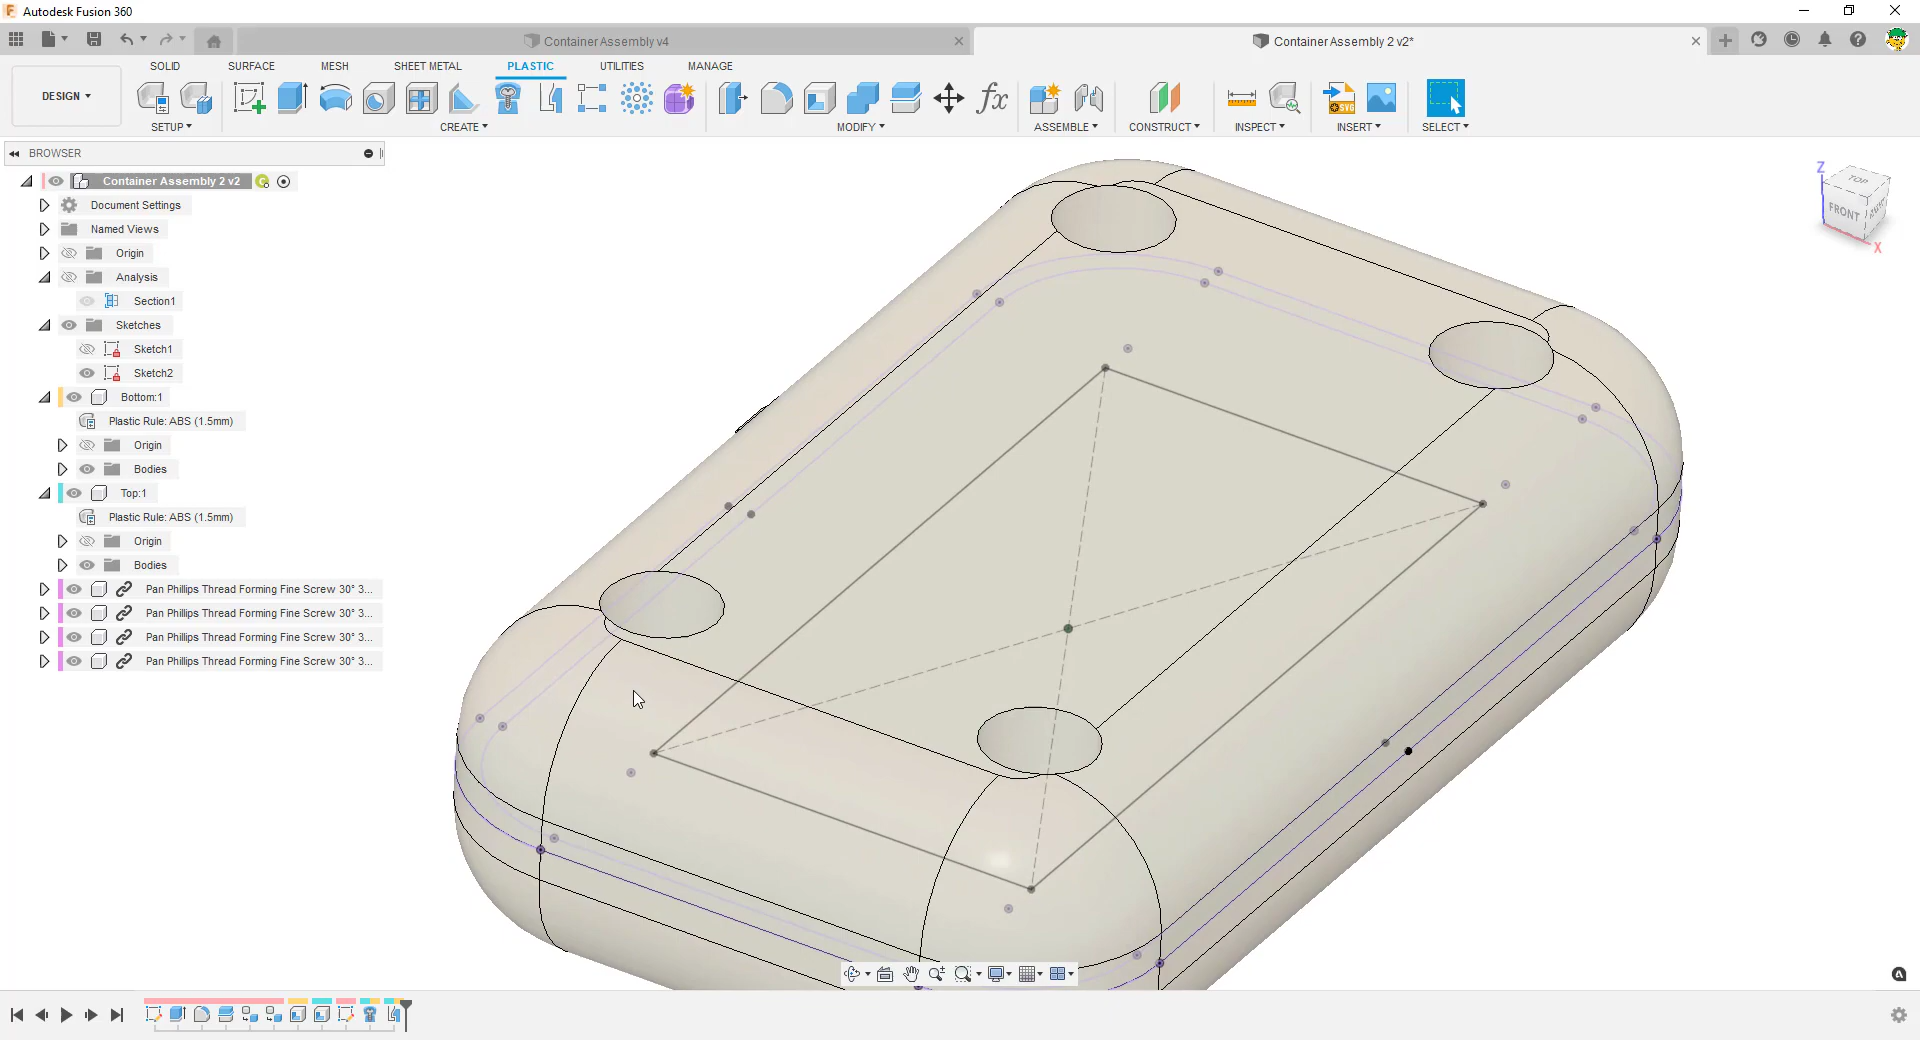 Autodesk Fusion 360
Container Assembly v4
Container Assembly 2 v2*
SOLID SURFACE MESH SHEET METAL PLASTIC UTILITIES MANAGE
DESIGN
SETUP CREATE MODIFY ASSEMBLE CONSTRUCT INSPECT INSERT SELECT
BROWSER
Container Assembly 2 v2
Document Settings
Named Views
Origin
Analysis
Section1
Sketches
Sketch1
Sketch2
Bottom:1
Plastic Rule: ABS (1.5mm)
Origin
Bodies
Top:1
Plastic Rule: ABS (1.5mm)
Origin
Bodies
Pan Phillips Thread Forming Fine Screw 30° 3...
Pan Phillips Thread Forming Fine Screw 30° 3...
Pan Phillips Thread Forming Fine Screw 30° 3...
Pan Phillips Thread Forming Fine Screw 30° 3...
Z
TOP
FRONT RIGHT
X